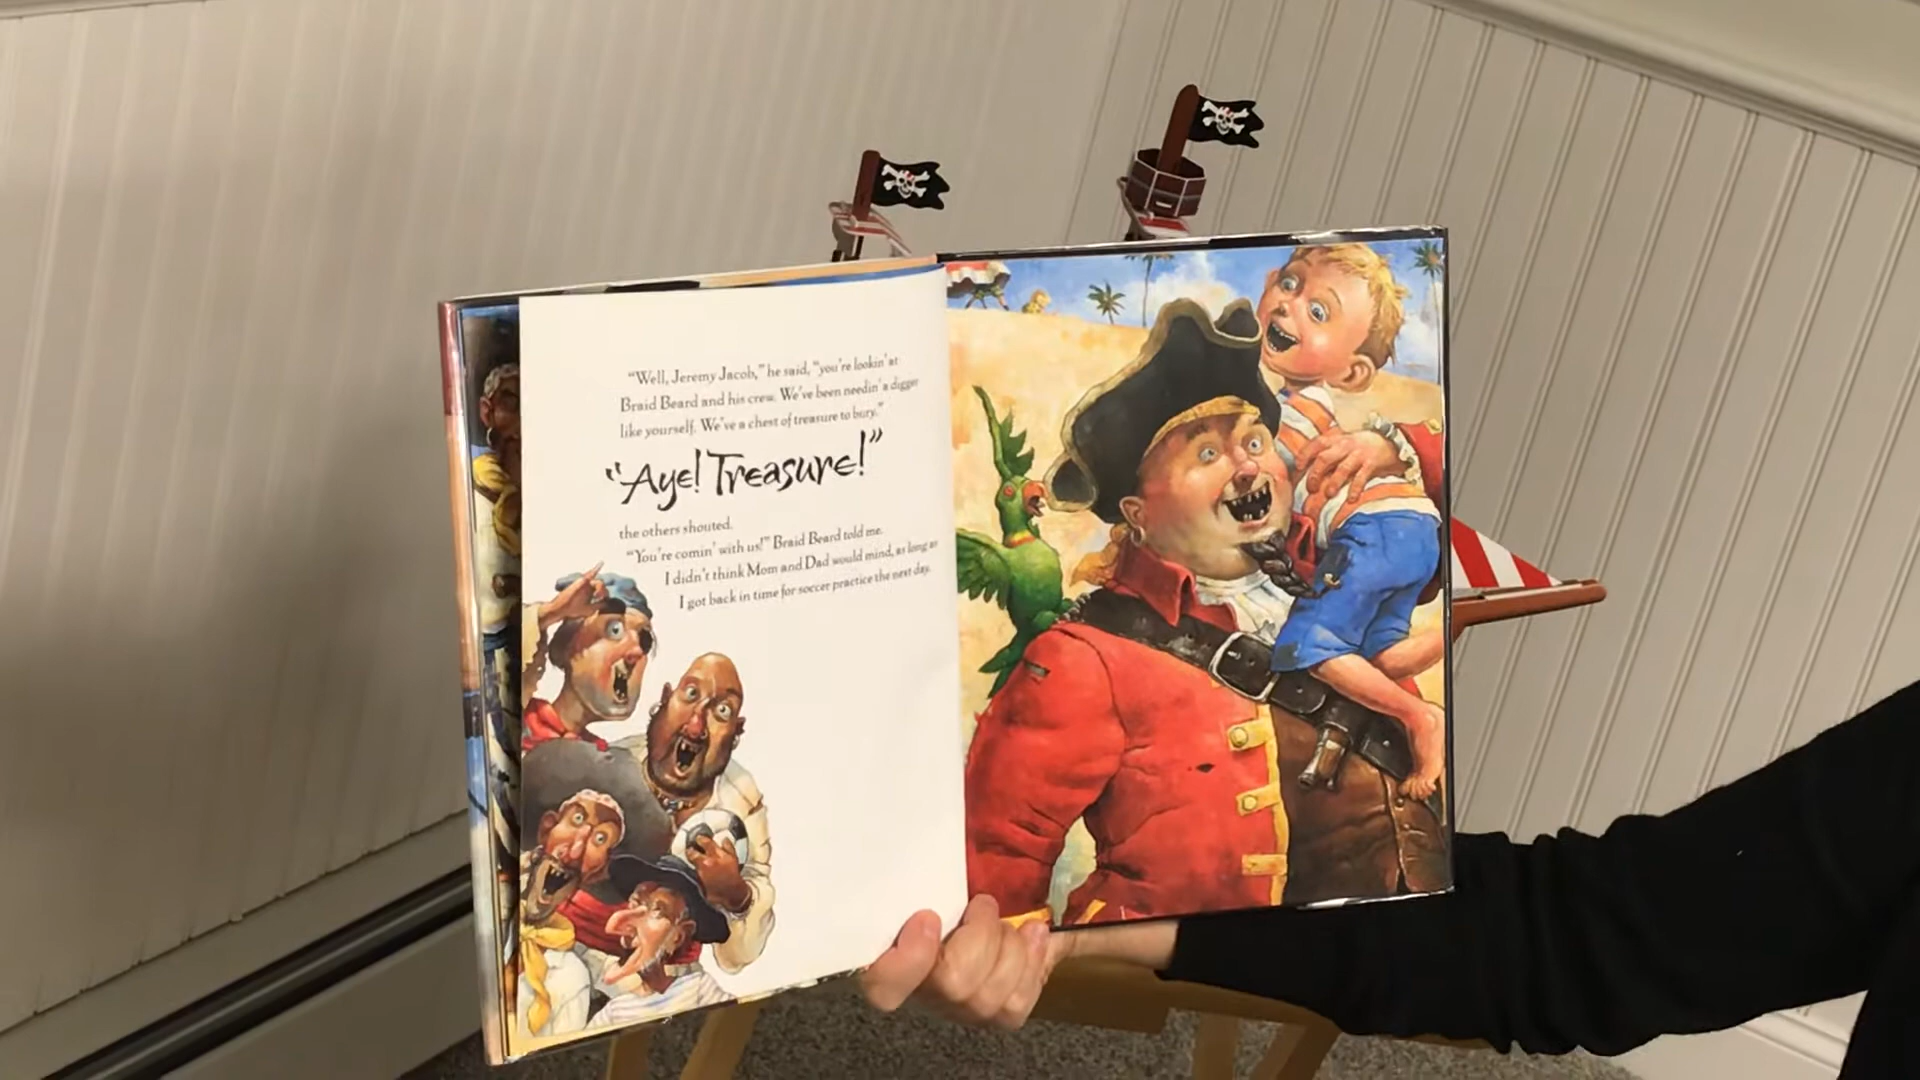 "Well, Jeremy Jacob," he said, "you're lookin' at
Braid Beard and his crew. We've been needin' a digger
like yourself. We've a chest of treasure to bury."
"Aye! Treasure!"
the others shouted.
"You're comin' with us!" Braid Beard told me.
I didn't think Mom and Dad would mind, as long as
I got back in time for soccer practice the next day.